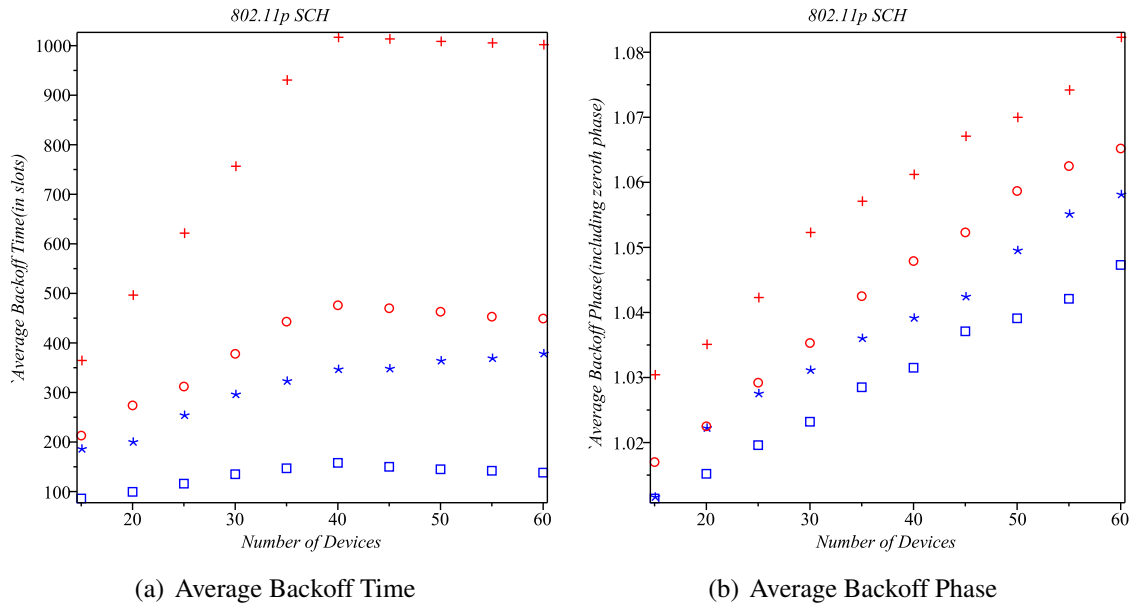 802.11p SCH
1000
900
800
700
600
500
400
300
200
100
`Average Backoff Time(in slots)
20 30 40 50 60
Number of Devices
(a) Average Backoff Time
802.11p SCH
1.08
1.07
1.06
1.05
1.04
1.03
1.02
`Average Backoff Phase(including zeroth phase)
20 30 40 50 60
Number of Devices
(b) Average Backoff Phase